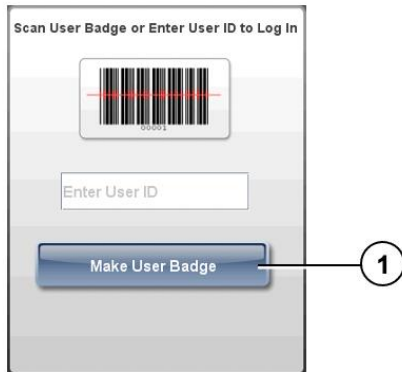 Scan User Badge or Enter User ID to Log In
00001
Enter User ID
Make User Badge
1